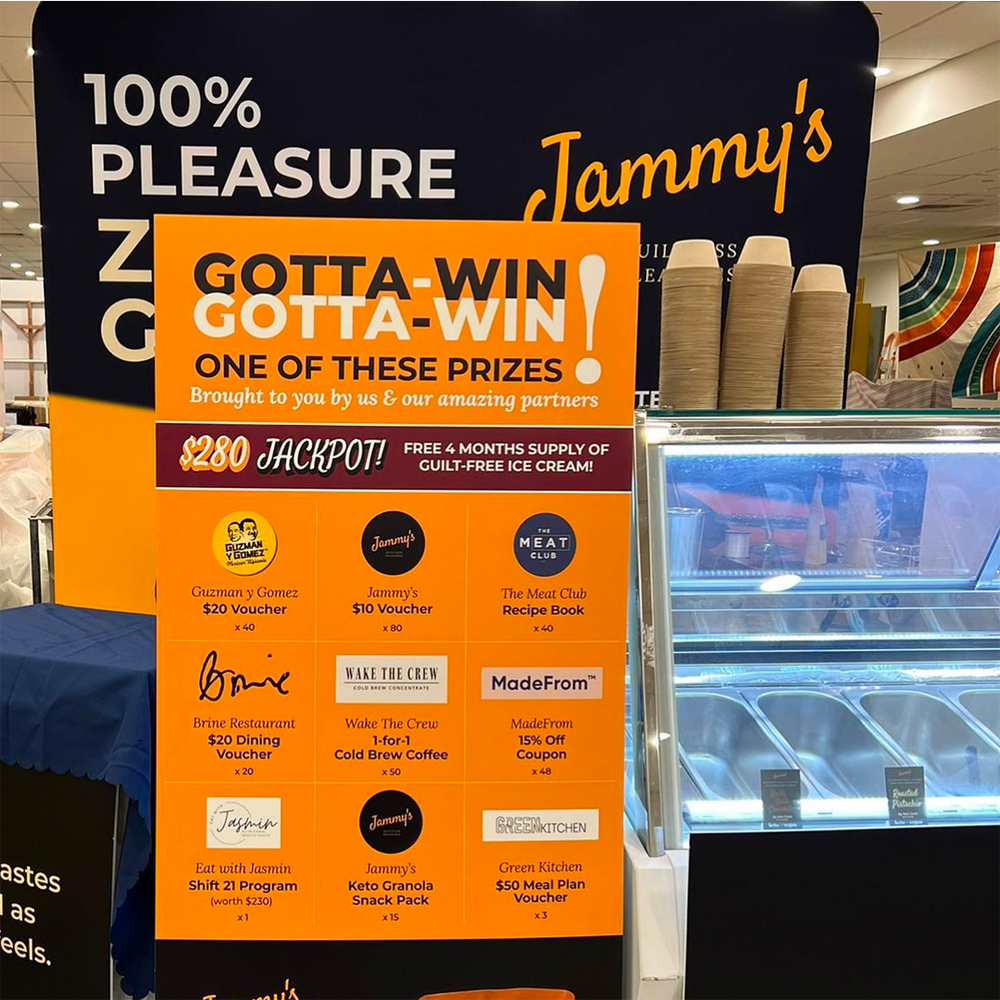 100%
PLEASURE
Z
G
Jammy's
GOTTA-WIN
GOTTA-WIN!
ONE OF THESE PRIZES
Brought to you by us & our amazing partners
$280 JACKPOT!
FREE 4 MONTHS SUPPLY OF
GUILT-FREE ICE CREAM!
GUZMAN
Y GOMEZ
Guzman y Gomez
$20 Voucher
x 40
Jammy's
Jammy's
$10 Voucher
x 80
THE
MEAT
CLUB
The Meat Club
Recipe Book
x 40
Brine
Brine Restaurant
$20 Dining
Voucher
x 20
WAKE THE CREW
COLD BREW CONCENTRATE
Wake The Crew
1-for-1
Cold Brew Coffee
x 50
MadeFrom™
MadeFrom
15% Off
Coupon
x 48
Jasmin
Eat with Jasmin
Shift 21 Program
(worth $230)
x 1
Jammy's
Jammy's
Keto Granola
Snack Pack
x 15
GREENKITCHEN
Green Kitchen
$50 Meal Plan
Voucher
x 3
Jammy's
astes
as
eels.
Roasted
Pistachio
keto · vegan